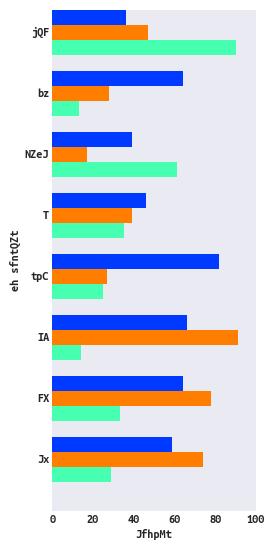 jQF
bz
NZeJ
T
tpC
IA
FX
Jx
eh sfntQZt
0 20 40 60 80 100
JfhpMt